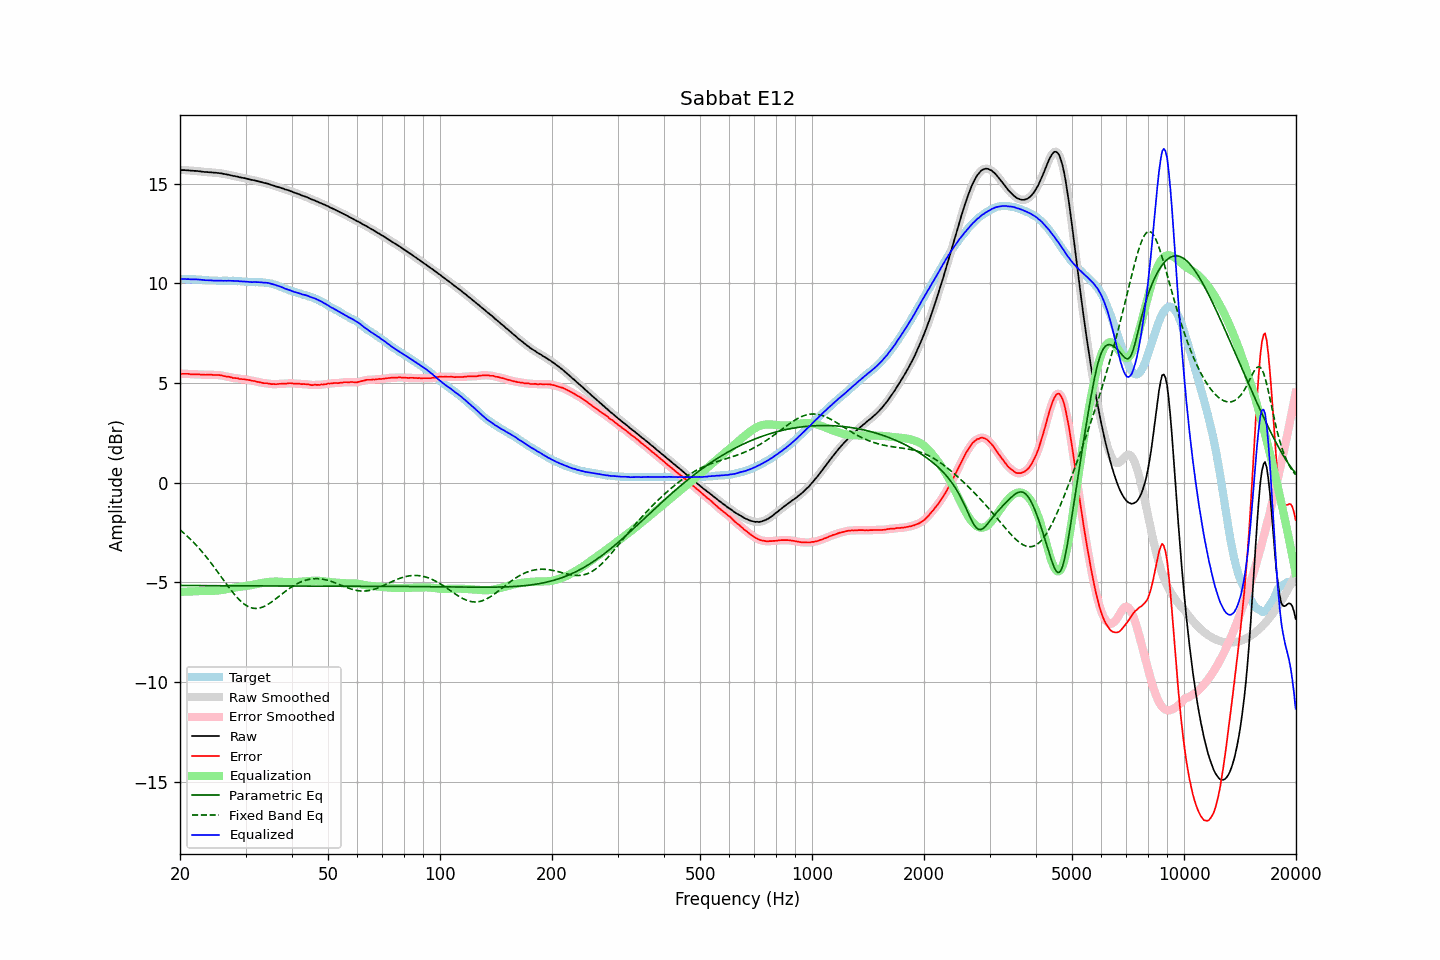 Sabbat E12
Amplitude (dBr)
15
10
5
0
−5
−10
−15
Target
Raw Smoothed
Error Smoothed
Raw
Error
Equalization
Parametric Eq
Fixed Band Eq
Equalized
20 50 100 200 500 1000 2000 5000 10000 20000
Frequency (Hz)